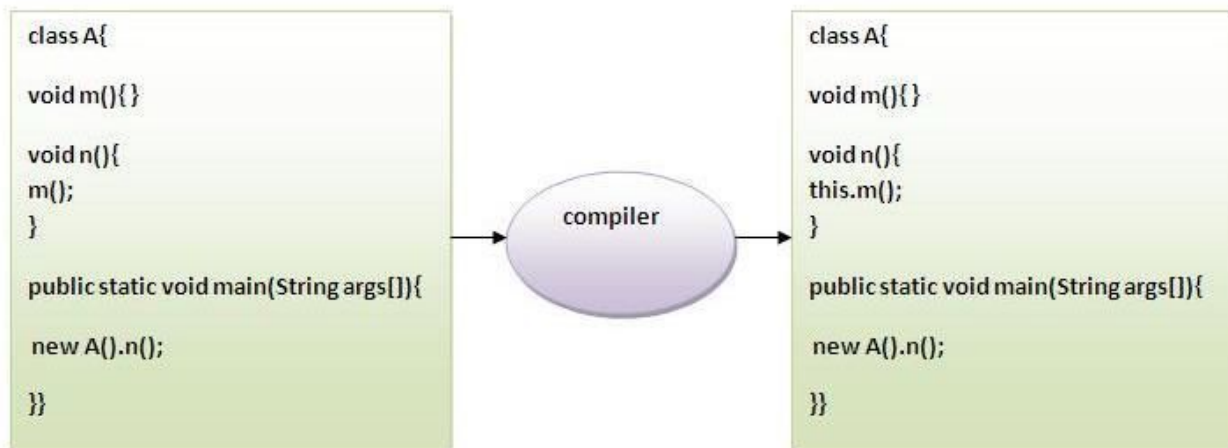 class A{
void m(){ }
void n(){
m();
}
public static void main(String args[]){
new A().n();
}}
compiler
class A{
void m(){}
void n(){
this.m();
}
public static void main(String args[]){
new A().n();
}}